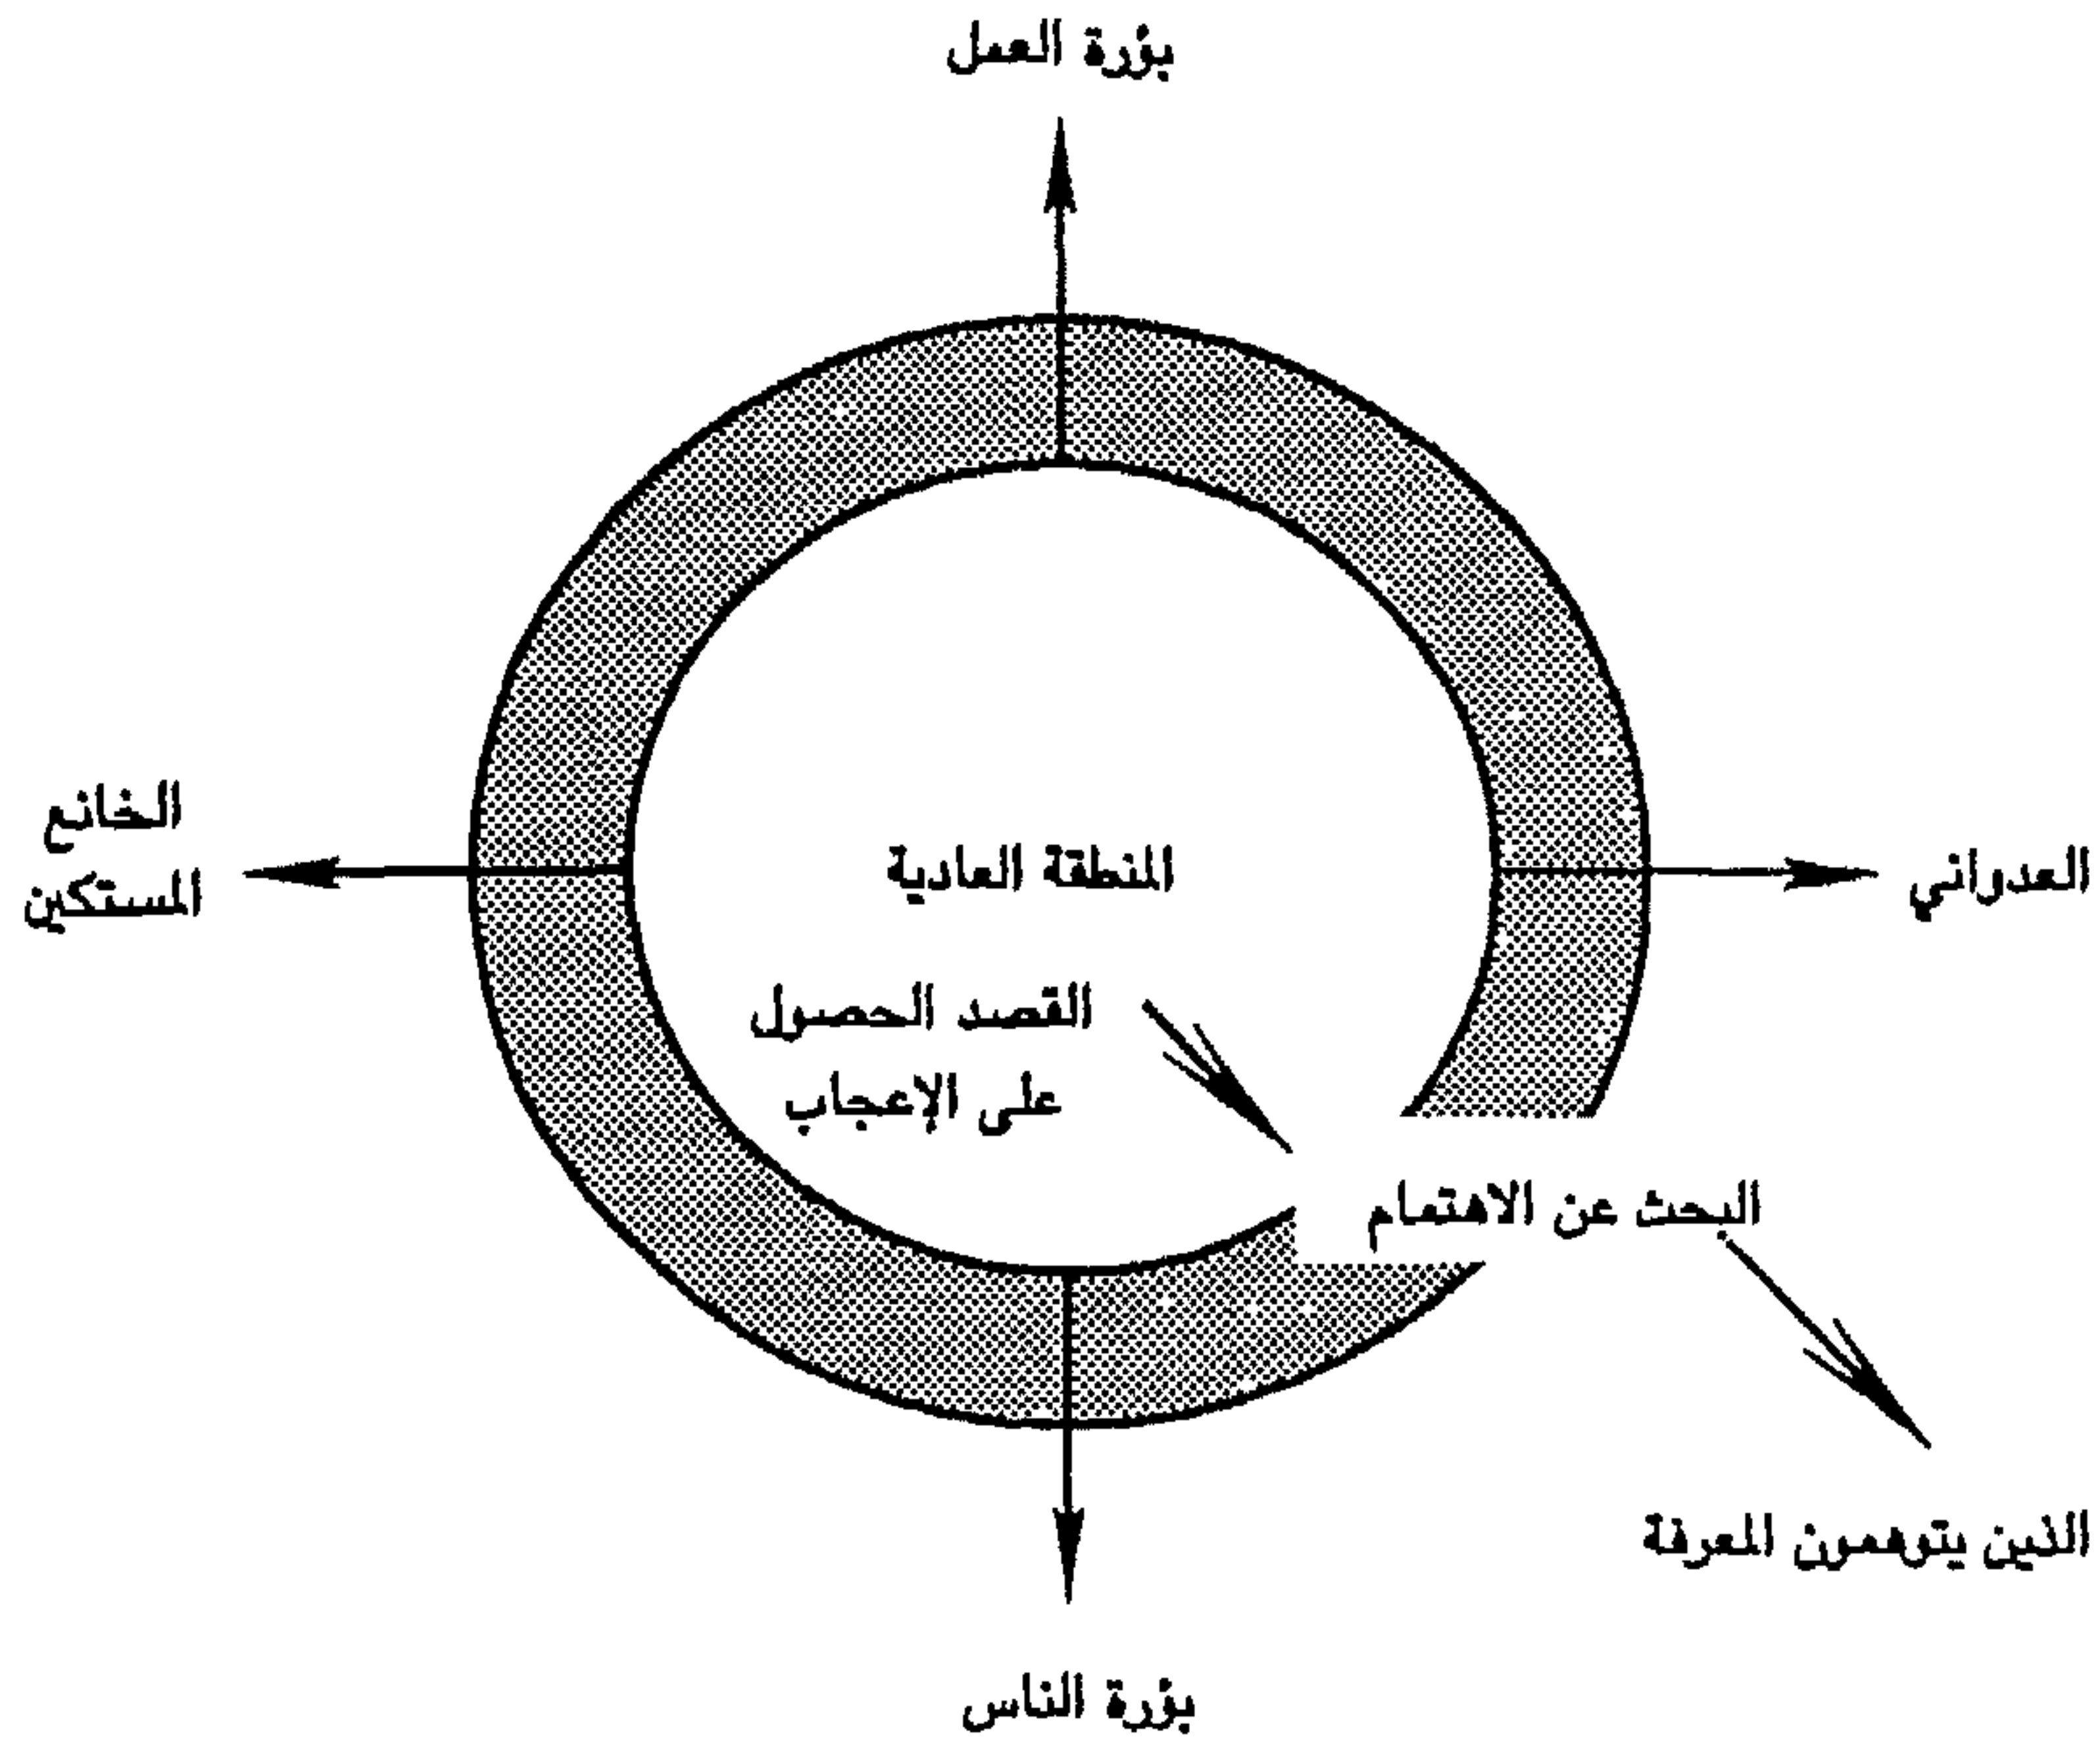 بؤرة العمل
الخانع
المستكين
المنطقة العادية
العدواني
القصد الحصول
على الإعجاب
البحث عن الاهتمام
الذين يتوهمون المعرفة
بؤرة الناس